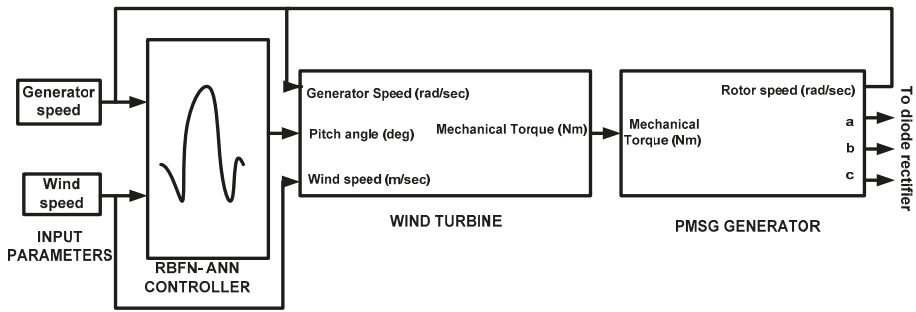 Generator
speed
Wind
speed
INPUT
PARAMETERS
RBFN- ANN
CONTROLLER
Generator Speed (rad/sec)
Pitch angle (deg)
Mechanical Torque (Nm)
Wind speed (m/sec)
WIND TURBINE
Rotor speed (rad/sec)
Mechanical
Torque (Nm)
a
b
c
PMSG GENERATOR
To diode rectifier